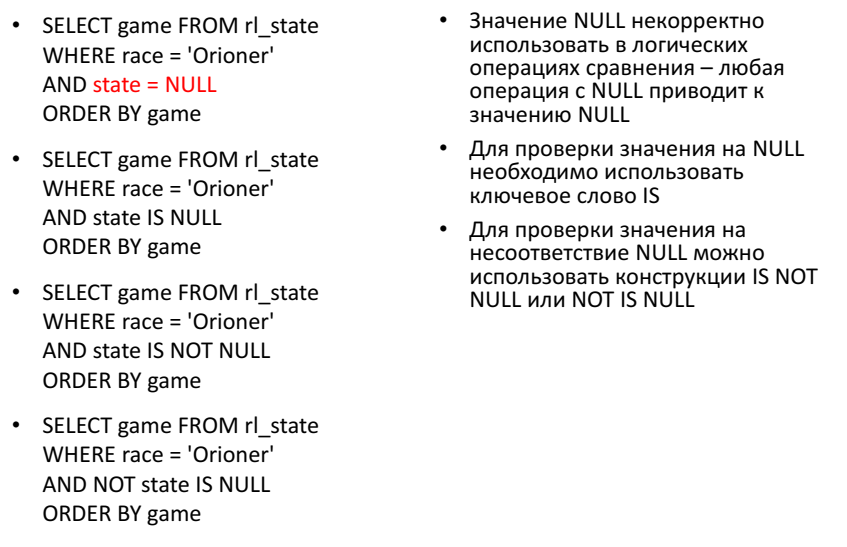 • SELECT game FROM rl_state
WHERE race = 'Orioner'
AND state = NULL
ORDER BY game
• SELECT game FROM rl_state
WHERE race = 'Orioner'
AND state IS NULL
ORDER BY game
• SELECT game FROM rl_state
WHERE race = 'Orioner'
AND state IS NOT NULL
ORDER BY game
• SELECT game FROM rl_state
WHERE race = 'Orioner'
AND NOT state IS NULL
ORDER BY game
• Значение NULL некорректно
использовать в логических
операциях сравнения – любая
операция с NULL приводит к
значению NULL
• Для проверки значения на NULL
необходимо использовать
ключевое слово IS
• Для проверки значения на
несоответствие NULL можно
использовать конструкции IS NOT
NULL или NOT IS NULL